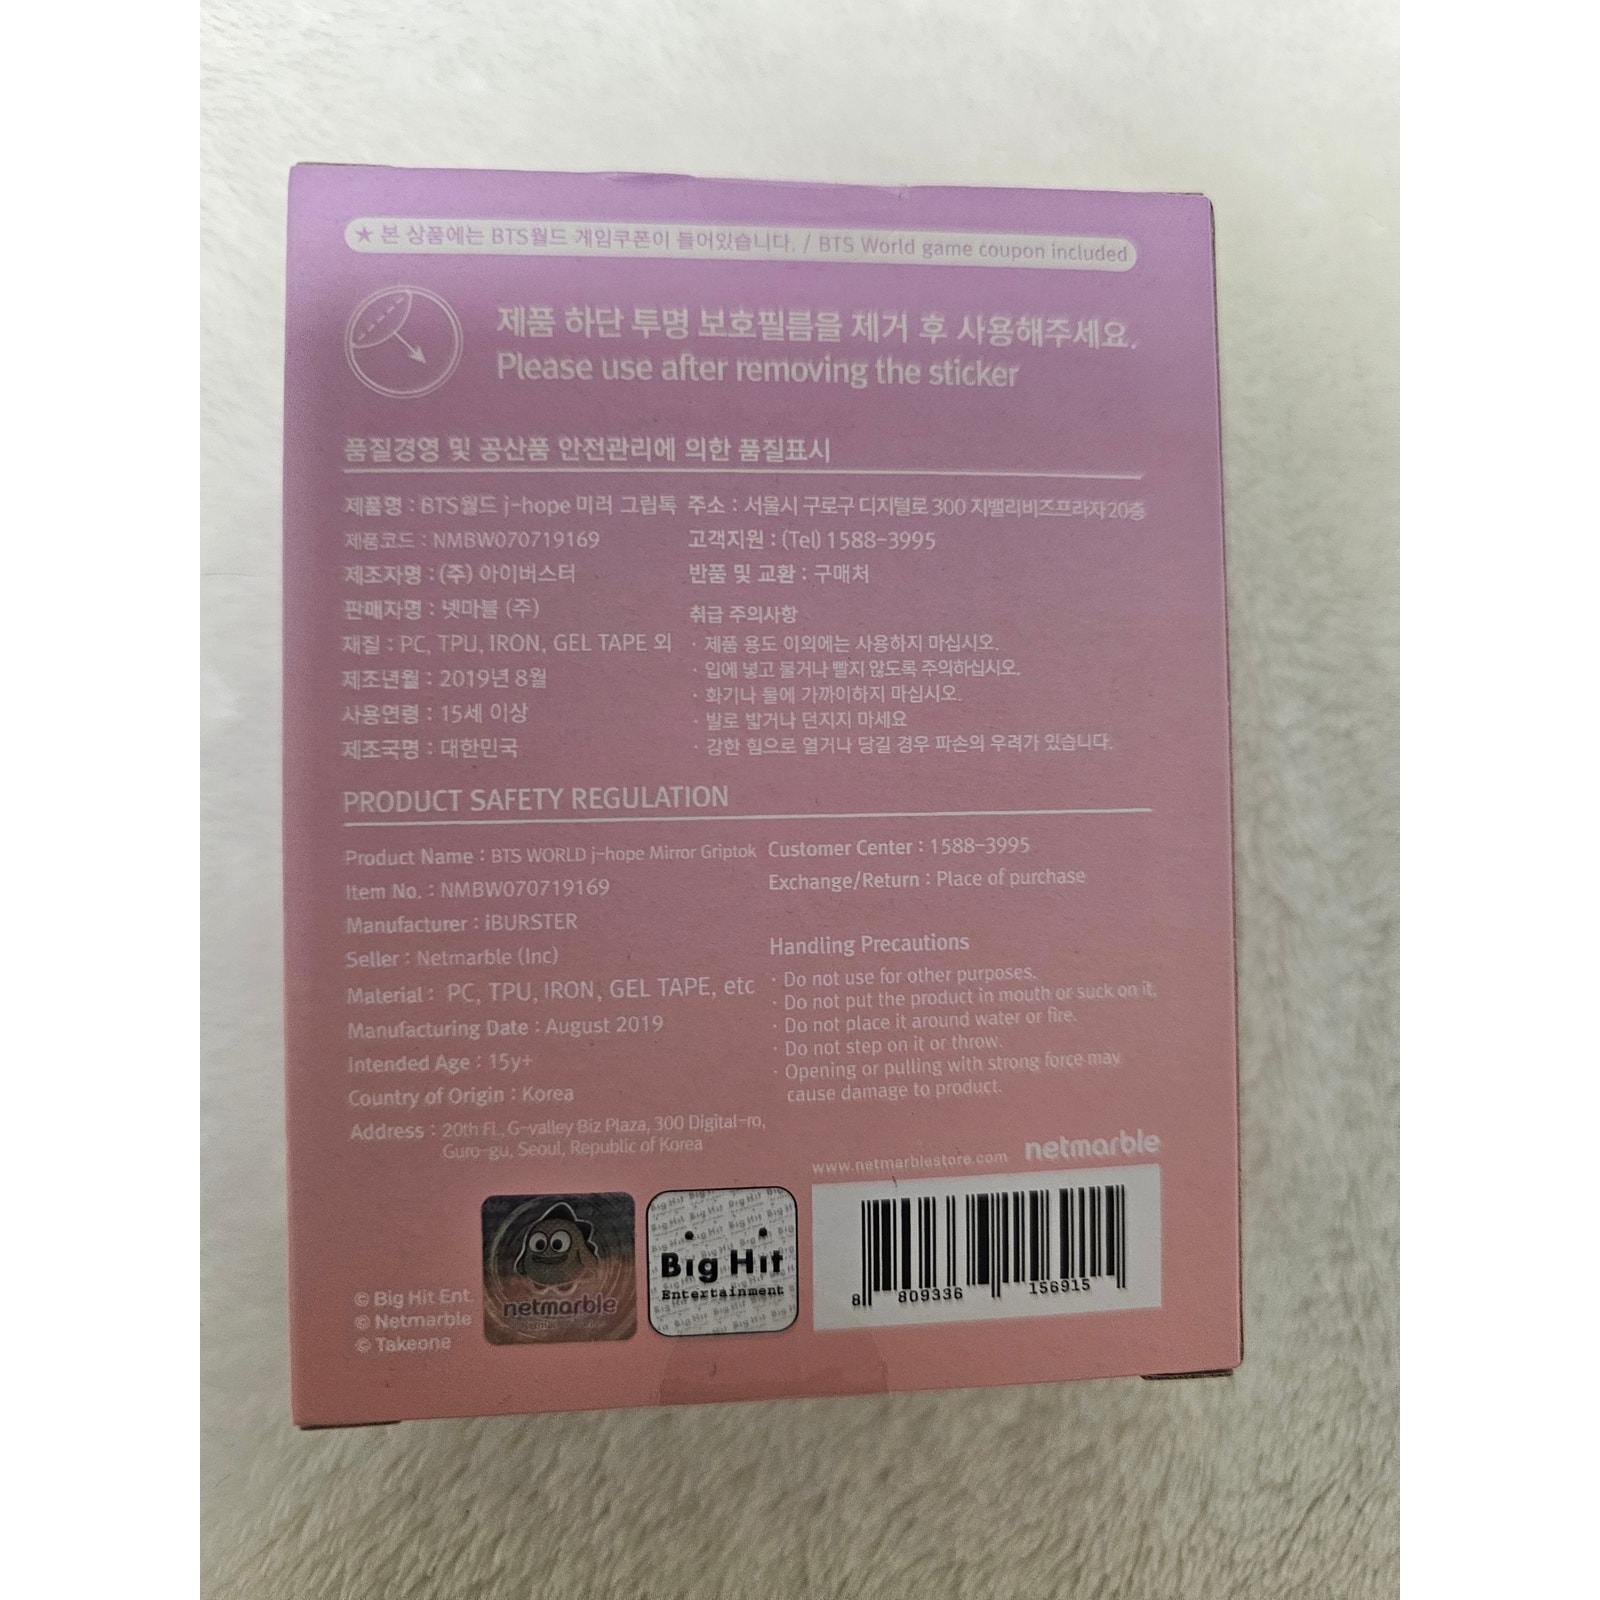 ★ 본 상품에는 BTS월드 게임쿠폰이 들어있습니다. / BTS World game coupon included
제품 하단 투명 보호필름을 제거 후 사용해주세요.
Please use after removing the sticker
품질경영 및 공산품 안전관리에 의한 품질표시
제품명 : BTS월드 j-hope 미러 그립톡
제품코드 : NMBW070719169
제조자명 : (주) 아이버스터
판매자명 : 넷마블 (주)
재질 : PC, TPU, IRON, GEL TAPE 외
제조년월 : 2019년 8월
사용연령 : 15세 이상
제조국명 : 대한민국
주소 : 서울시 구로구 디지털로 300 지밸리비즈프라자 20층
고객지원 : (Tel) 1588-3995
반품 및 교환 : 구매처
취급 주의사항
· 제품 용도 이외에는 사용하지 마십시오.
· 입에 넣고 물거나 빨지 않도록 주의하십시오.
· 화기나 물에 가까이하지 마십시오.
· 발로 밟거나 던지지 마세요
· 강한 힘으로 열거나 당길 경우 파손의 우려가 있습니다.
PRODUCT SAFETY REGULATION
Product Name : BTS WORLD j-hope Mirror Griptok
Item No. : NMBW070719169
Manufacturer : iBURSTER
Seller : Netmarble (Inc)
Material : PC, TPU, IRON, GEL TAPE, etc
Manufacturing Date : August 2019
Intended Age : 15y+
Country of Origin : Korea
Address : 20th Fl., G-valley Biz Plaza, 300 Digital-ro,
Guro-gu, Seoul, Republic of Korea
Customer Center : 1588-3995
Exchange/Return : Place of purchase
Handling Precautions
· Do not use for other purposes.
· Do not put the product in mouth or suck on it.
· Do not place it around water or fire.
· Do not step on it or throw.
· Opening or pulling with strong force may
cause damage to product.
www.netmarblestore.com netmarble
© Big Hit Ent.
© Netmarble
© Takeone
netmarble
Big Hit
Entertainment
8 809336 156915